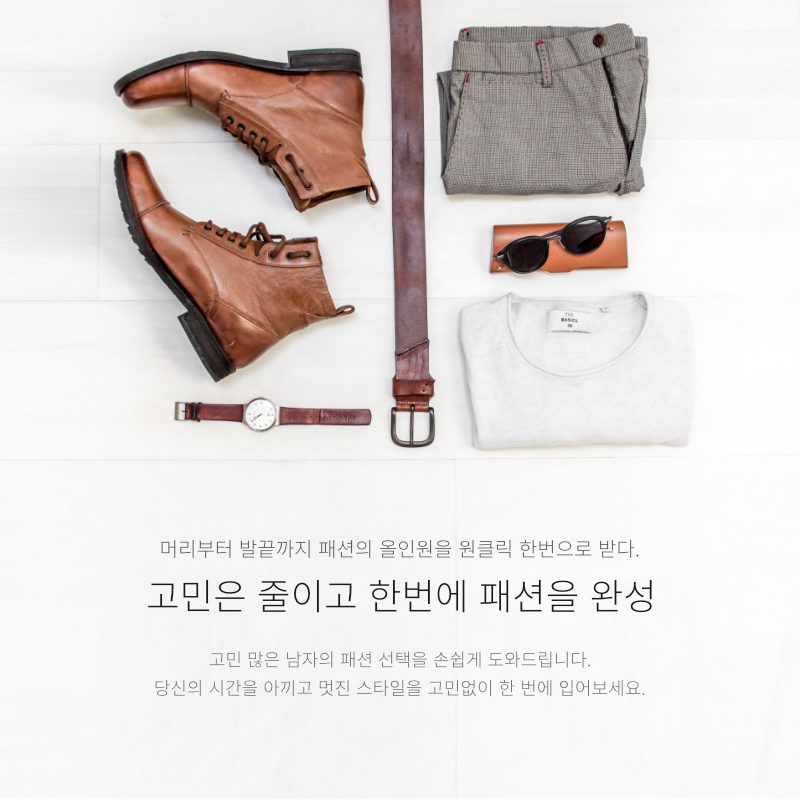 THE
BASICS
머리부터 발끝까지 패션의 올인원을 원클릭 한번으로 받다.
고민은 줄이고 한번에 패션을 완성
고민 많은 남자의 패션 선택을 손쉽게 도와드립니다.
당신의 시간을 아끼고 멋진 스타일을 고민없이 한 번에 입어보세요.